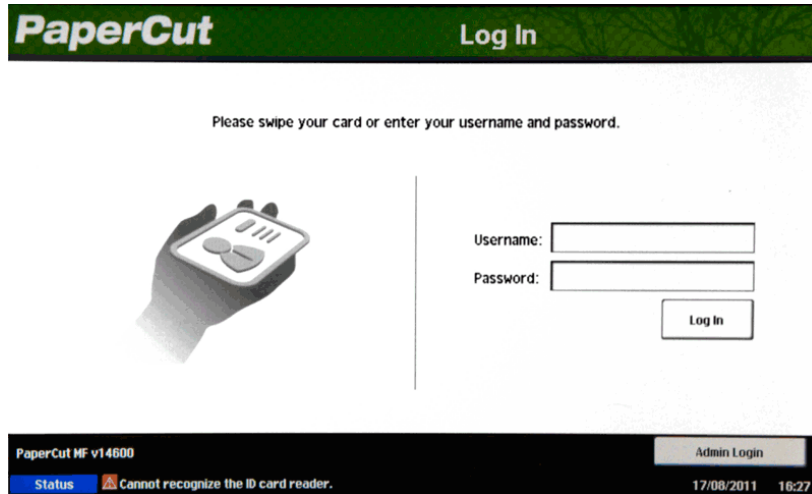 PaperCut
Log In
Please swipe your card or enter your username and password.
Username:
Password:
Log In
PaperCut MF v14600
Admin Login
Status Cannot recognize the ID card reader.
17/08/2011 16:27